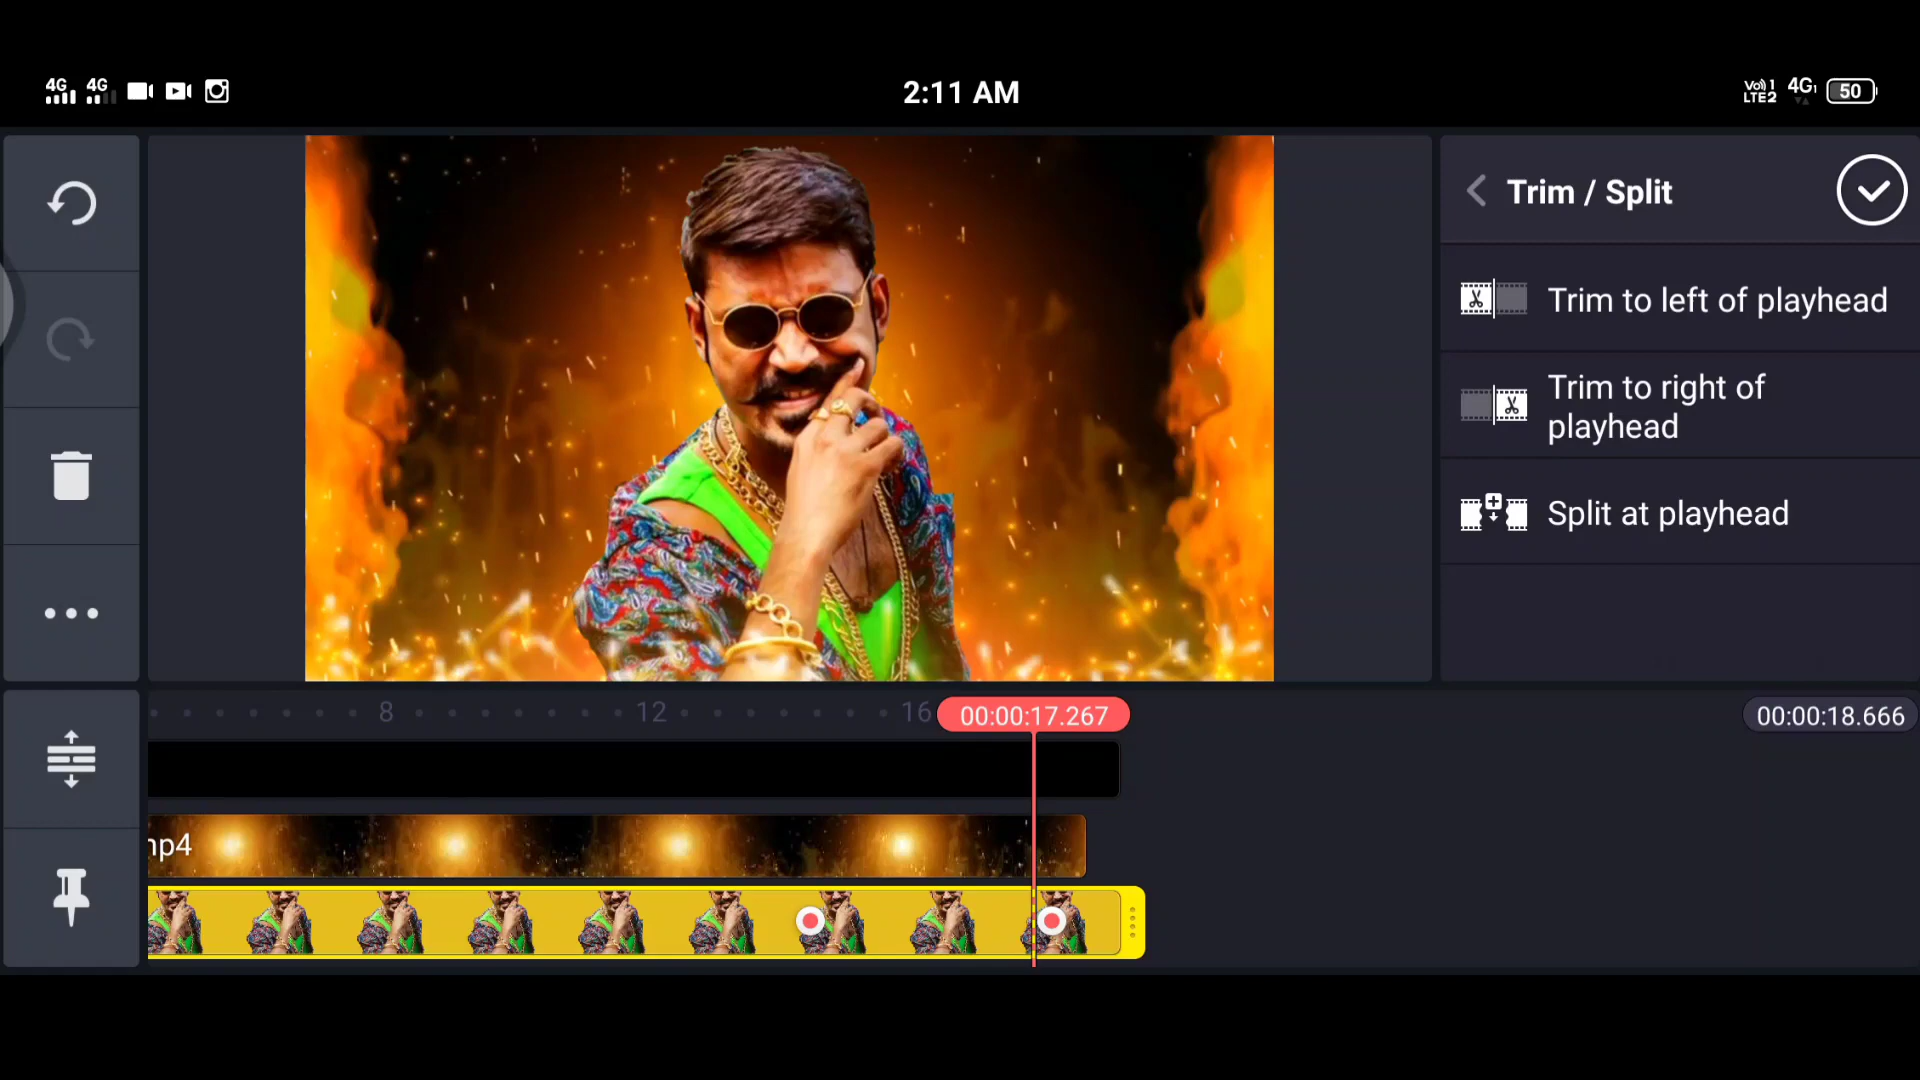 4G 4G 2:11 AM Vo) 1 LTE2 4G 50
Trim / Split
Trim to left of playhead
Trim to right of
playhead
Split at playhead
8 12 16 00:00:17.267 00:00:18.666
mp4